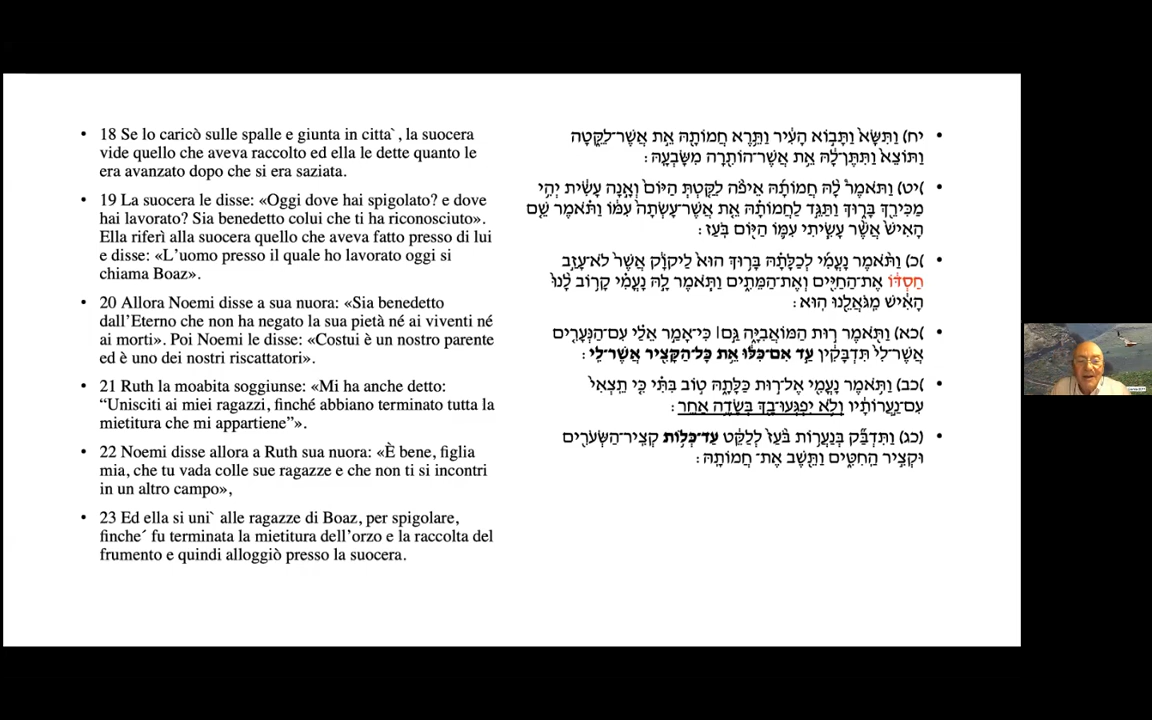 • 18 Se lo caricò sulle spalle e giunta in citta`, la suocera
vide quello che aveva raccolto ed ella le dette quanto le
era avanzato dopo che si era saziata.
• 19 La suocera le disse: «Oggi dove hai spigolato? e dove
hai lavorato? Sia benedetto colui che ti ha riconosciuto».
Ella riferì alla suocera quello che aveva fatto presso di lui
e disse: «L'uomo presso il quale ho lavorato oggi si
chiama Boaz».
• 20 Allora Noemi disse a sua nuora: «Sia benedetto
dall'Eterno che non ha negato la sua pietà né ai viventi né
ai morti». Poi Noemi le disse: «Costui è un nostro parente
ed è uno dei nostri riscattatori».
• 21 Ruth la moabita soggiunse: «Mi ha anche detto:
“Unisciti ai miei ragazzi, finché abbiano terminato tutta la
mietitura che mi appartiene”».
• 22 Noemi disse allora a Ruth sua nuora: «È bene, figlia
mia, che tu vada colle sue ragazze e che non ti si incontri
in un altro campo»,
• 23 Ed ella si uni` alle ragazze di Boaz, per spigolare,
finche´ fu terminata la mietitura dell'orzo e la raccolta del
frumento e quindi alloggiò presso la suocera.
• יח) וַתִּשָּׂא֙ וַתָּב֣וֹא הָעִ֔יר וַתֵּ֥רֶא חֲמוֹתָ֖הּ אֵ֣ת אֲשֶׁר־לִקֵּ֑טָה
וַתּוֹצֵא֙ וַתִּתֶּן־לָ֔הּ אֵ֥ת אֲשֶׁר־הוֹתִ֖רָה מִשָּׂבְעָֽהּ׃
• )יט) וַתֹּאמֶר֩ לָ֨הּ חֲמוֹתָ֜הּ אֵיפֹ֨ה לִקַּ֤טְתְּ הַיּוֹם֙ וְאָ֣נָה עָשִׂ֔ית יְהִ֥י
מַכִּירֵ֖ךְ בָּר֑וּךְ וַתַּגֵּ֣ד לַחֲמוֹתָ֗הּ אֵ֤ת אֲשֶׁר־עָשְׂתָה֙ עִמּ֔וֹ וַתֹּ֗אמֶר שֵׁ֤ם
הָאִישׁ֙ אֲשֶׁ֨ר עָשִׂ֧יתִי עִמּ֛וֹ הַיּ֖וֹם בֹּֽעַז׃
• )כ) וַתֹּ֨אמֶר נָעֳמִ֜י לְכַלָּתָ֗הּ בָּר֥וּךְ הוּא֙ לַיקוָ֔ק אֲשֶׁר֙ לֹא־עָזַ֣ב
חַסְדּ֔וֹ אֶת־הַחַיִּ֖ים וְאֶת־הַמֵּתִ֑ים וַתֹּ֧אמֶר לָ֣הּ נָעֳמִ֗י קָר֥וֹב לָ֙נוּ֙
הָאִ֔ישׁ מִֽגֹּאֲלֵ֖נוּ הֽוּא׃
• )כא) וַתֹּ֖אמֶר ר֣וּת הַמּוֹאֲבִיָּ֑ה גַּ֣ם׀ כִּי־אָמַ֣ר אֵלַ֗י עִם־הַנְּעָרִ֤ים
אֲשֶׁר־לִי֙ תִּדְבָּקִ֔ין עַ֣ד אִם־כִּלּ֔וּ אֵ֥ת כָּל־הַקָּצִ֖יר אֲשֶׁר־לִֽי׃
• )כב) וַתֹּ֥אמֶר נָעֳמִ֖י אֶל־ר֣וּת כַּלָּתָ֑הּ ט֣וֹב בִּתִּ֗י כִּ֤י תֵֽצְאִי֙
עִם־נַ֣עֲרוֹתָ֔יו וְלֹ֥א יִפְגְּעוּ־בָ֖ךְ בְּשָׂדֶ֥ה אַחֵֽר׃
• (כג) וַתִּדְבַּ֞ק בְּנַעֲר֥וֹת בֹּ֙עַז֙ לְלַקֵּ֔ט עַד־כְּל֥וֹת קְצִֽיר־הַשְּׂעֹרִ֖ים
וּקְצִ֣יר הַֽחִטִּ֑ים וַתֵּ֖שֶׁב אֶת־ חֲמוֹתָֽהּ׃